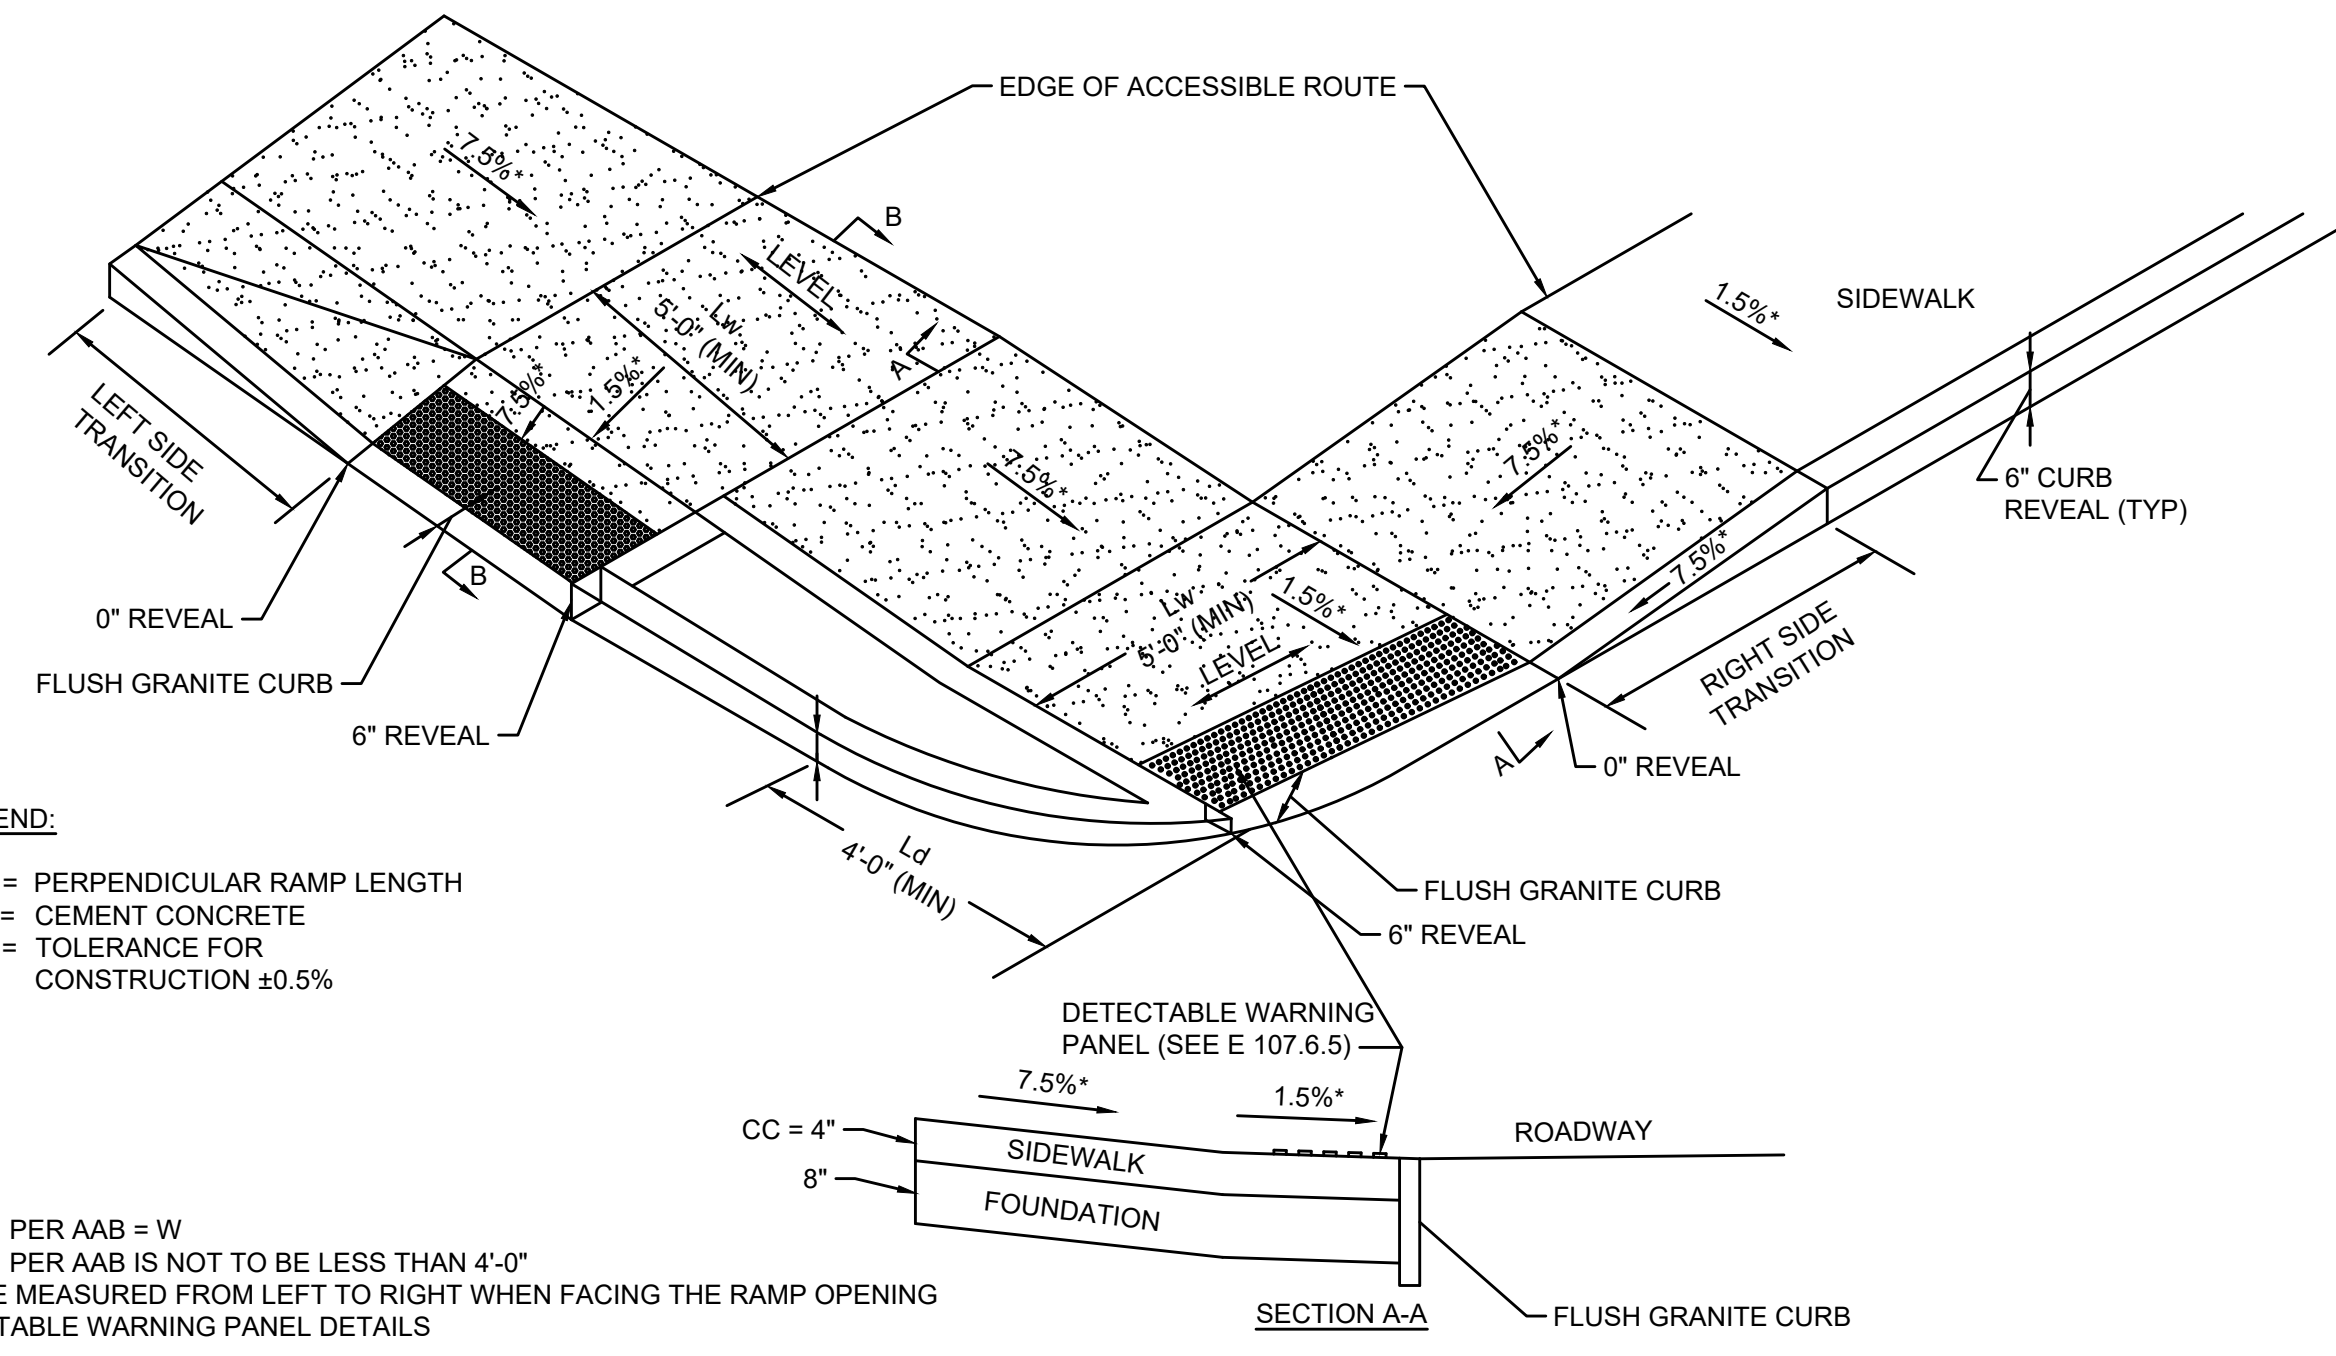 EDGE OF ACCESSIBLE ROUTE
7.5%*
B
LEVEL
Lw
5'-0" (MIN)
A
1.5%*
7.5%*
1.5%*
SIDEWALK
6" CURB
REVEAL (TYP)
LEFT SIDE
TRANSITION
7.5%*
7.5%*
7.5%*
B
0" REVEAL
FLUSH GRANITE CURB
6" REVEAL
Lw
5'-0" (MIN)
1.5%*
LEVEL
RIGHT SIDE
TRANSITION
A
0" REVEAL
Ld
4'-0" (MIN)
FLUSH GRANITE CURB
6" REVEAL
END:
= PERPENDICULAR RAMP LENGTH
= CEMENT CONCRETE
= TOLERANCE FOR
CONSTRUCTION ±0.5%
DETECTABLE WARNING
PANEL (SEE E 107.6.5)
7.5%*
1.5%*
CC = 4"
SIDEWALK
ROADWAY
8"
FOUNDATION
FLUSH GRANITE CURB
SECTION A-A
PER AAB = W
PER AAB IS NOT TO BE LESS THAN 4'-0"
E MEASURED FROM LEFT TO RIGHT WHEN FACING THE RAMP OPENING
TABLE WARNING PANEL DETAILS